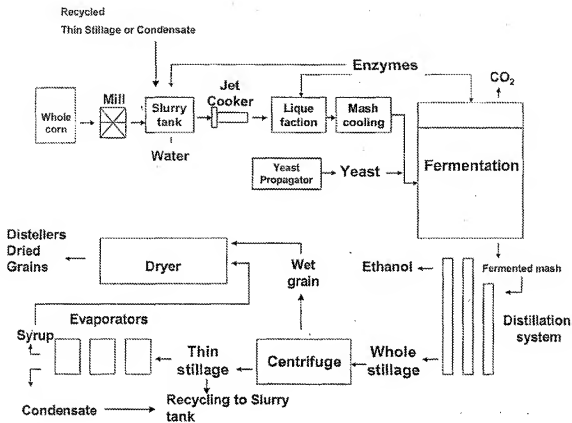 Recycled
Thin Stillage or Condensate
Enzymes
CO2
Jet
Cooker
Mill
Whole
corn
Slurry
tank
Lique
faction
Mash
cooling
Water
Fermentation
Yeast
Propagator
Yeast
Distellers
Dried
Grains
Dryer
Wet
grain
Ethanol
Fermented mash
Distillation
system
Evaporators
Syrup
Thin
stillage
Centrifuge
Whole
stillage
Condensate
Recycling to Slurry
tank